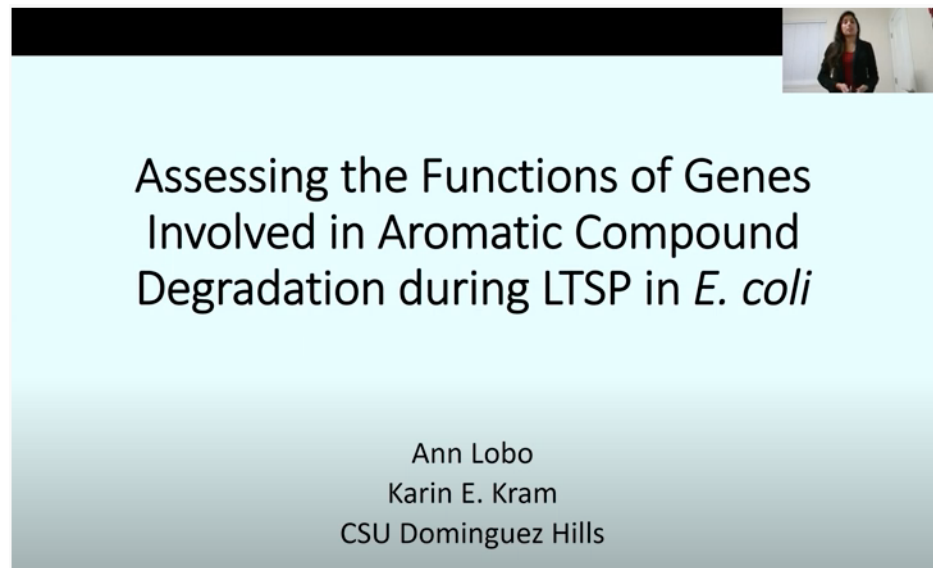 Assessing the Functions of Genes
Involved in Aromatic Compound
Degradation during LTSP in E. coli
Ann Lobo
Karin E. Kram
CSU Dominguez Hills